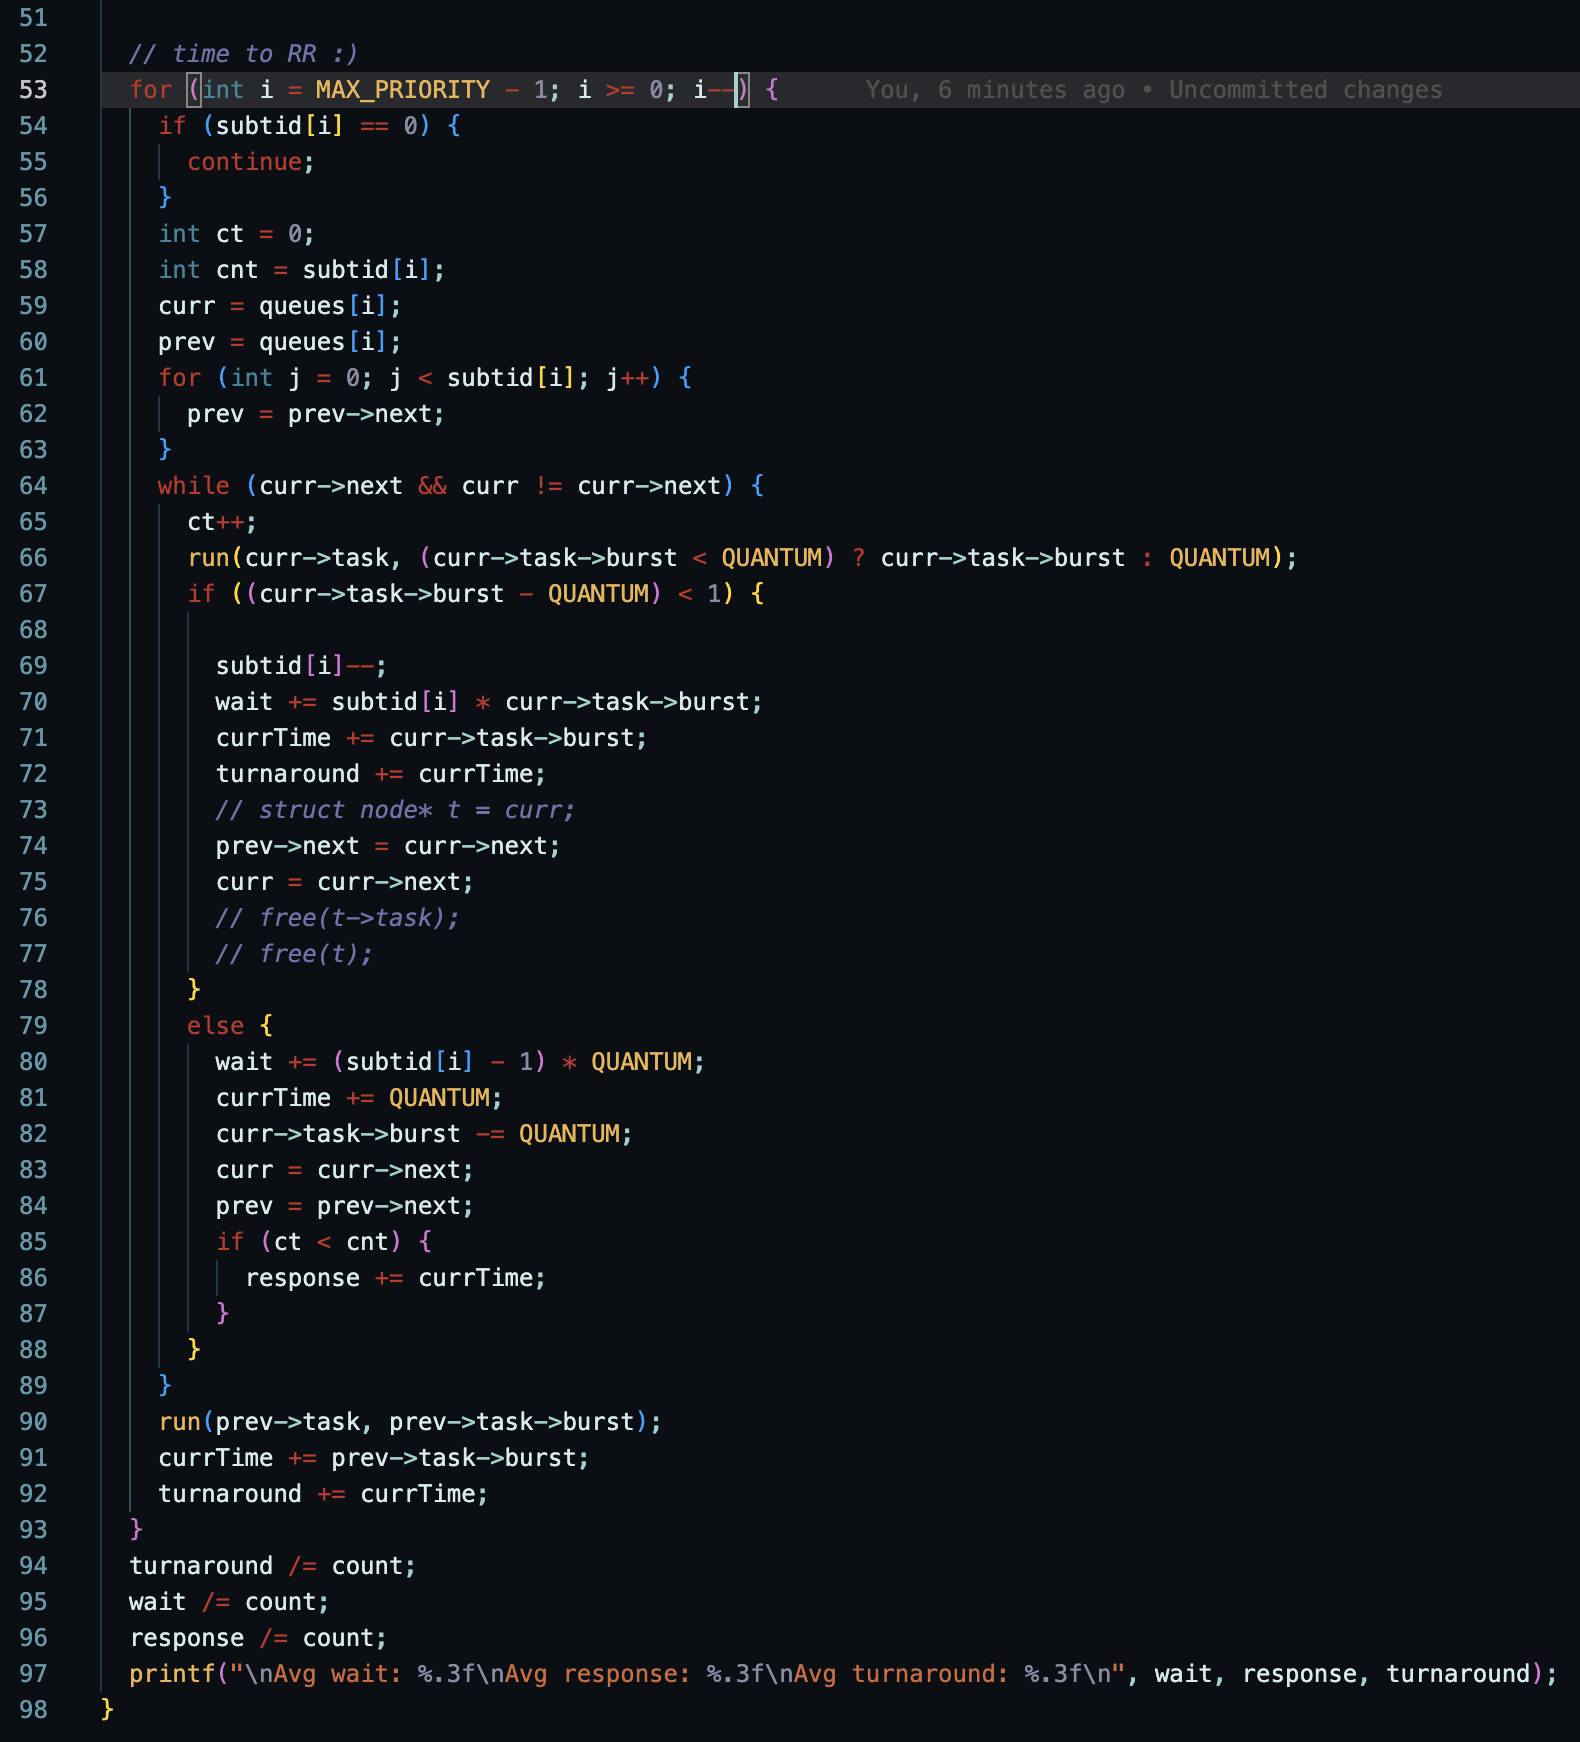 51
52 // time to RR :)
53 for (int i = MAX_PRIORITY - 1; i >= 0; i--) { You, 6 minutes ago • Uncommitted changes
54 if (subtid[i] == 0) {
55 continue;
56 }
57 int ct = 0;
58 int cnt = subtid[i];
59 curr = queues[i];
60 prev = queues[i];
61 for (int j = 0; j < subtid[i]; j++) {
62 prev = prev->next;
63 }
64 while (curr->next && curr != curr->next) {
65 ct++;
66 run(curr->task, (curr->task->burst < QUANTUM) ? curr->task->burst : QUANTUM);
67 if ((curr->task->burst - QUANTUM) < 1) {
68
69 subtid[i]--;
70 wait += subtid[i] * curr->task->burst;
71 currTime += curr->task->burst;
72 turnaround += currTime;
73 // struct node* t = curr;
74 prev->next = curr->next;
75 curr = curr->next;
76 // free(t->task);
77 // free(t);
78 }
79 else {
80 wait += (subtid[i] - 1) * QUANTUM;
81 currTime += QUANTUM;
82 curr->task->burst -= QUANTUM;
83 curr = curr->next;
84 prev = prev->next;
85 if (ct < cnt) {
86 response += currTime;
87 }
88 }
89 }
90 run(prev->task, prev->task->burst);
91 currTime += prev->task->burst;
92 turnaround += currTime;
93 }
94 turnaround /= count;
95 wait /= count;
96 response /= count;
97 printf("\nAvg wait: %.3f\nAvg response: %.3f\nAvg turnaround: %.3f\n", wait, response, turnaround);
98 }